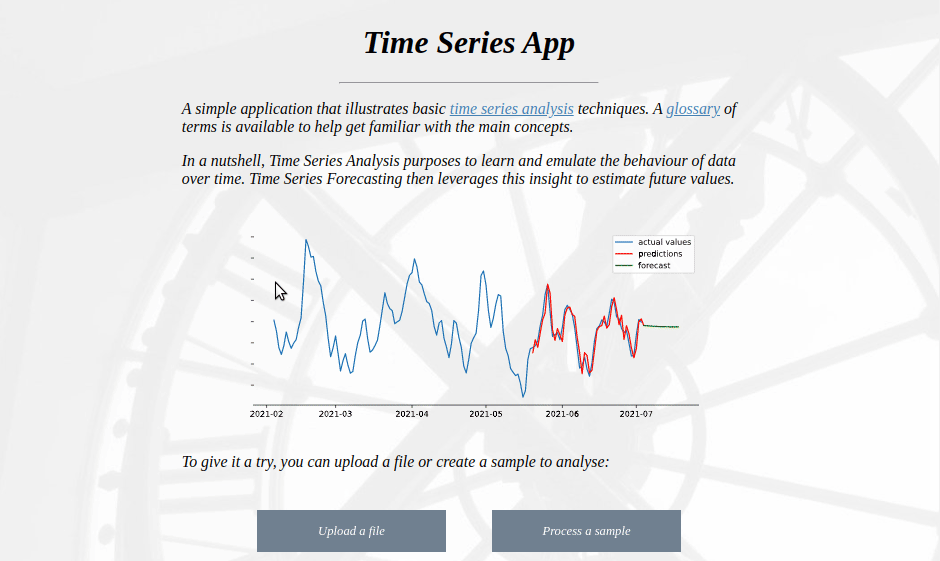 Time Series App
A simple application that illustrates basic time series analysis techniques. A glossary of
terms is available to help get familiar with the main concepts.
In a nutshell, Time Series Analysis purposes to learn and emulate the behaviour of data
over time. Time Series Forecasting then leverages this insight to estimate future values.
actual values
predictions
forecast
2021-02 2021-03 2021-04 2021-05 2021-06 2021-07
To give it a try, you can upload a file or create a sample to analyse:
Upload a file
Process a sample